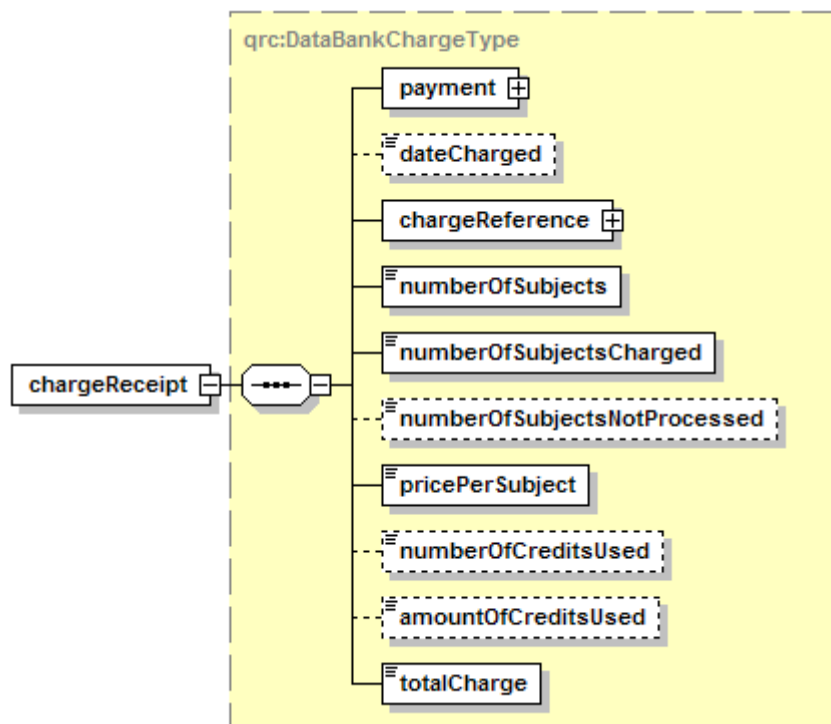 qrc:DataBankChargeType
payment
dateCharged
chargeReference
numberOfSubjects
numberOfSubjectsCharged
chargeReceipt
numberOfSubjectsNotProcessed
pricePerSubject
numberOfCreditsUsed
amountOfCreditsUsed
totalCharge